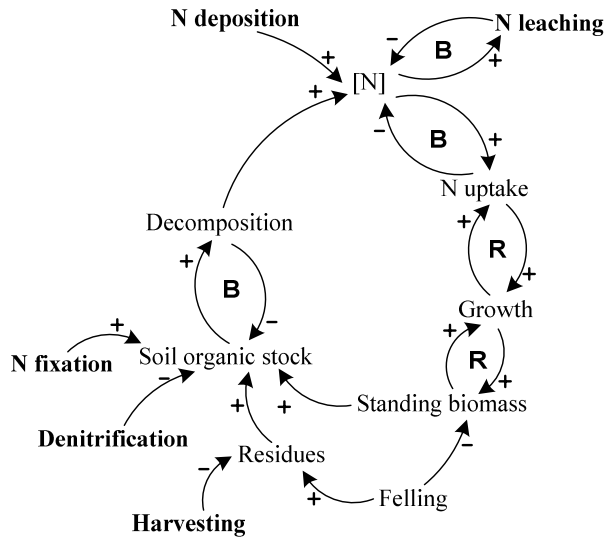 N deposition
N leaching
-
+
B
+
+
+
[N]
-
B
+
N uptake
Decomposition
+
+
R
+
B
-
Growth
+
+
R
+
N fixation
-
Soil organic stock
+
+
Standing biomass
-
Denitrification
Residues
-
+
Felling
Harvesting